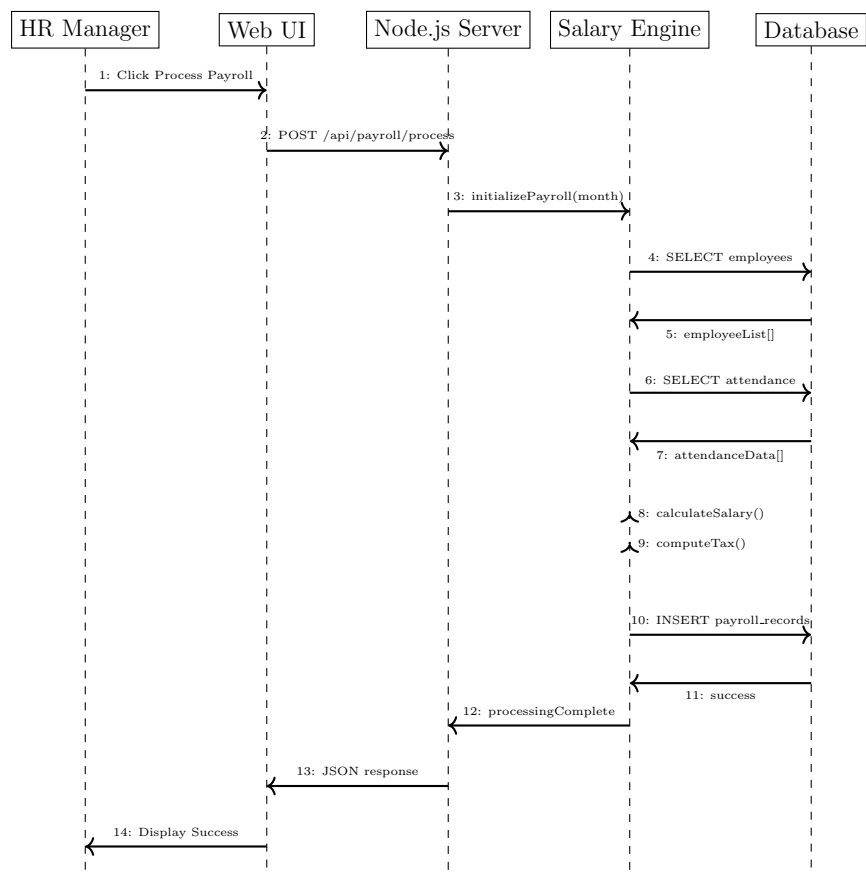 HR Manager
Web UI
Node.js Server
Salary Engine
Database
1: Click Process Payroll
2: POST /api/payroll/process
3: initializePayroll(month)
4: SELECT employees
5: employeeList[]
6: SELECT attendance
7: attendanceData[]
8: calculateSalary()
9: computeTax()
10: INSERT payroll_records
11: success
12: processingComplete
13: JSON response
14: Display Success